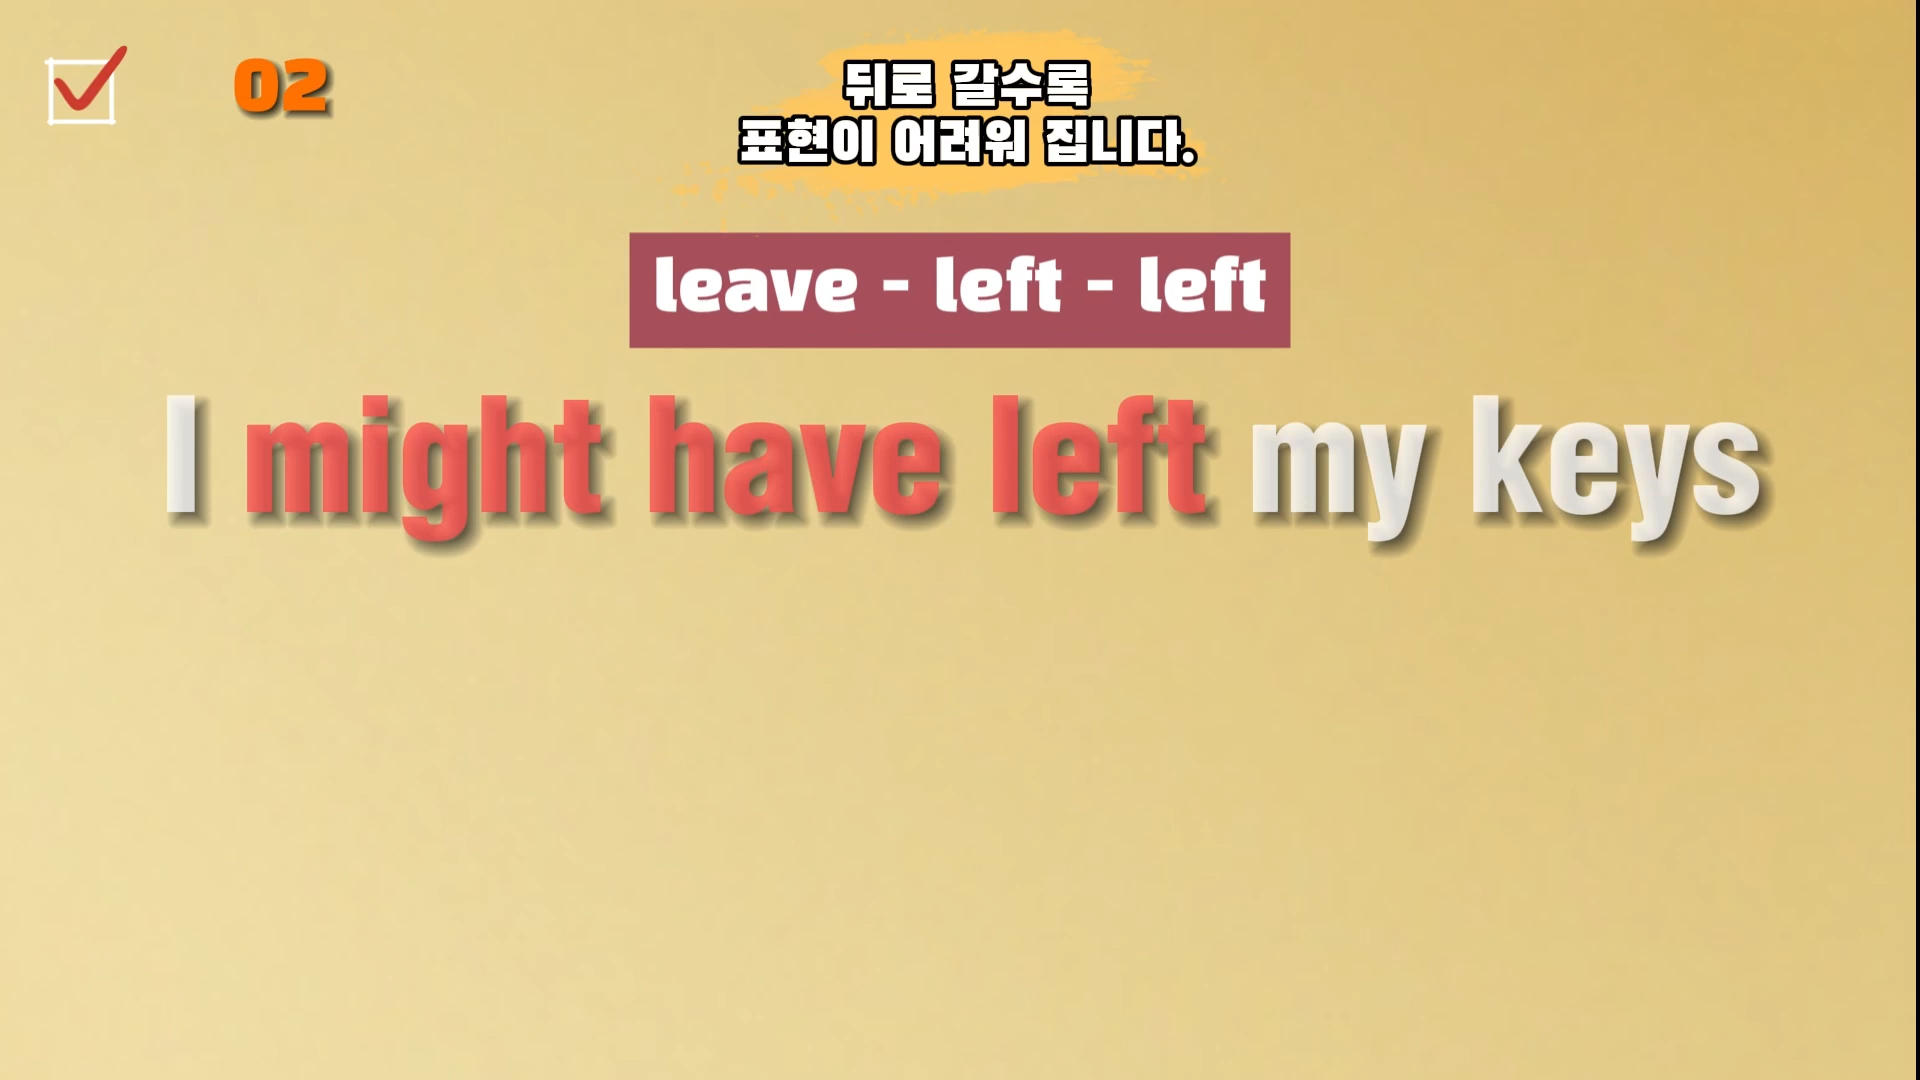 02
뒤로 갈수록
표현이 어려워 집니다.
leave - left - left
I might have left my keys